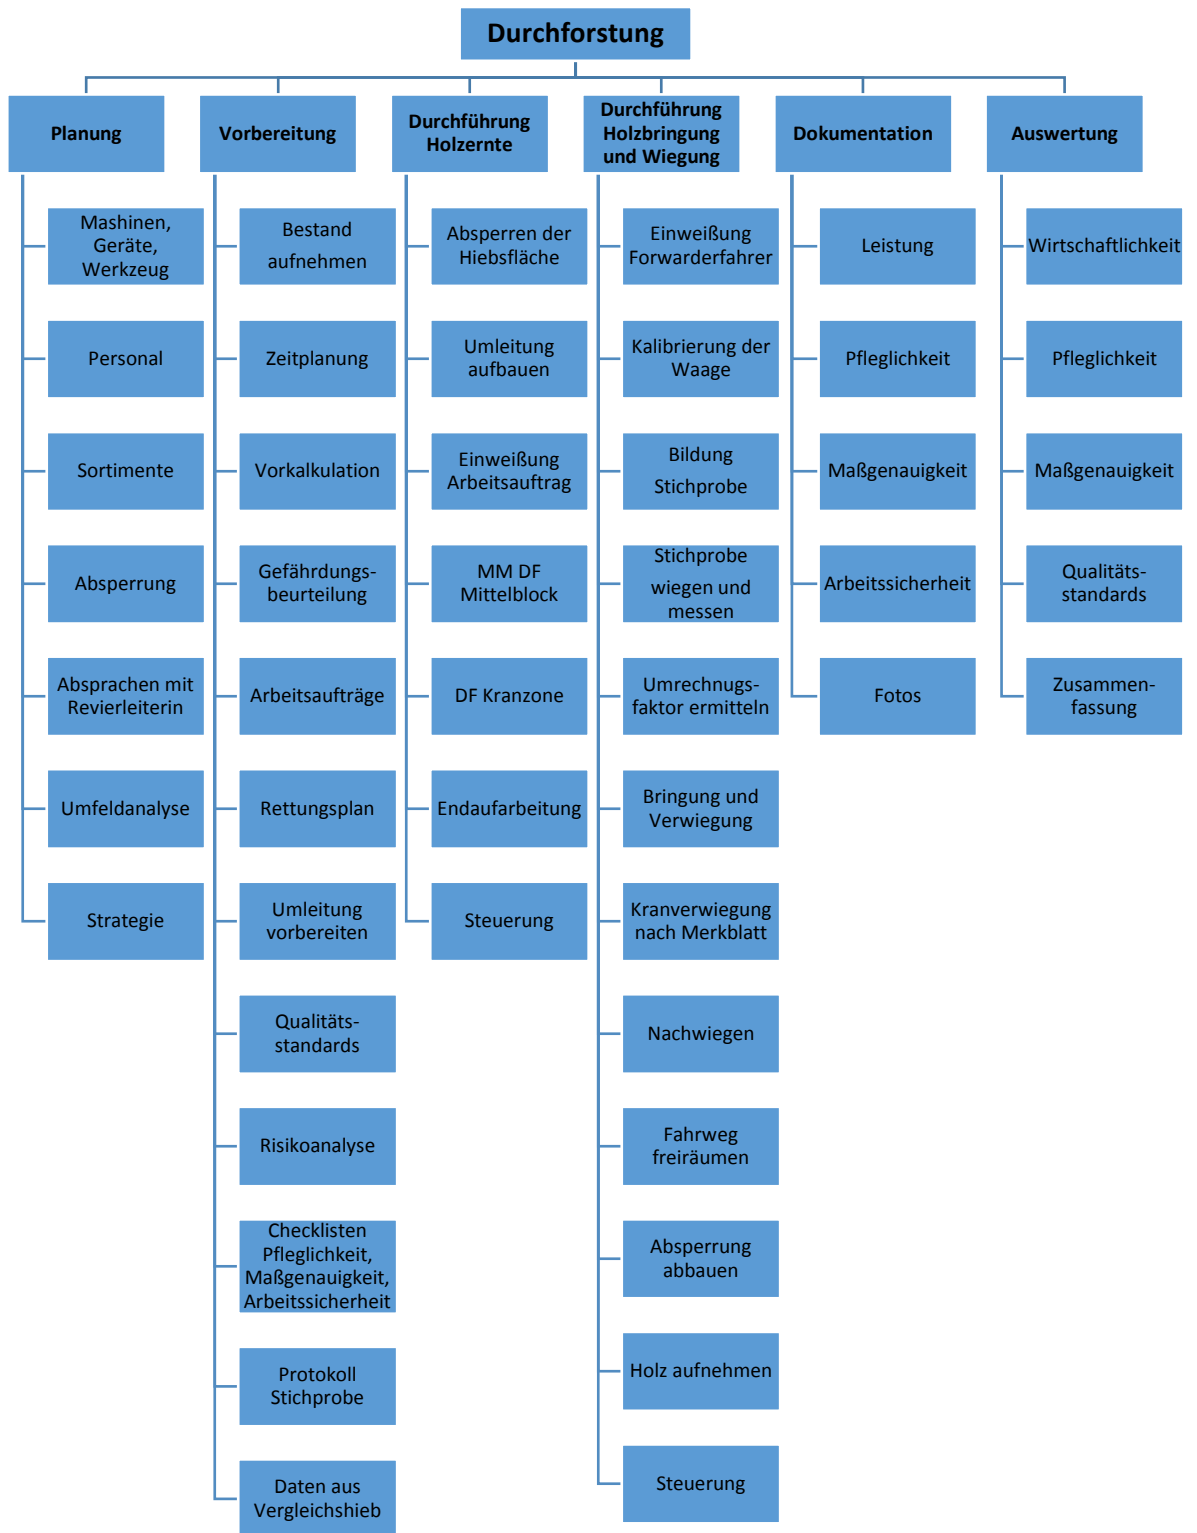 Durchforstung
Planung
Mashinen,
Geräte,
Werkzeug
Personal
Sortimente
Absperrung
Absprachen mit
Revierleiterin
Umfeldanalyse
Strategie
Vorbereitung
Bestand
aufnehmen
Zeitplanung
Vorkalkulation
Gefährdungs-
beurteilung
Arbeitsaufträge
Rettungsplan
Umleitung
vorbereiten
Qualitäts-
standards
Risikoanalyse
Checklisten
Pfleglichkeit,
Maßgenauigkeit,
Arbeitssicherheit
Protokoll
Stichprobe
Daten aus
Vergleichshieb
Durchführung
Holzernte
Absperren der
Hiebsfläche
Umleitung
aufbauen
Einweißung
Arbeitsauftrag
MM DF
Mittelblock
DF Kranzone
Endaufarbeitung
Steuerung
Durchführung
Holzbringung
und Wiegung
Einweißung
Forwarderfahrer
Kalibrierung der
Waage
Bildung
Stichprobe
Stichprobe
wiegen und
messen
Umrechnugs-
faktor ermitteln
Bringung und
Verwiegung
Kranverwiegung
nach Merkblatt
Nachwiegen
Fahrweg
freiräumen
Absperrung
abbauen
Holz aufnehmen
Steuerung
Dokumentation
Leistung
Pfleglichkeit
Maßgenauigkeit
Arbeitssicherheit
Fotos
Auswertung
Wirtschaftlichkeit
Pfleglichkeit
Maßgenauigkeit
Qualitäts-
standards
Zusammen-
fassung